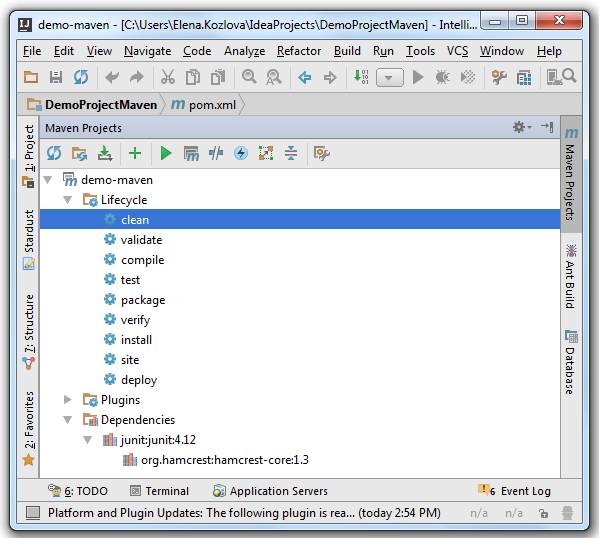 demo-maven - [C:\Users\Elena.Kozlova\IdeaProjects\DemoProjectMaven] - Intelli...
File Edit View Navigate Code Analyze Refactor Build Run Tools VCS Window Help
DemoProjectMaven m pom.xml
Maven Projects
demo-maven
Lifecycle
clean
validate
compile
test
package
verify
install
site
deploy
Plugins
Dependencies
junit:junit:4.12
org.hamcrest:hamcrest-core:1.3
1: Project
Stardust
7: Structure
2: Favorites
Maven Projects
Ant Build
Database
6: TODO Terminal Application Servers 6 Event Log
Platform and Plugin Updates: The following plugin is rea... (today 2:54 PM) n/a n/a